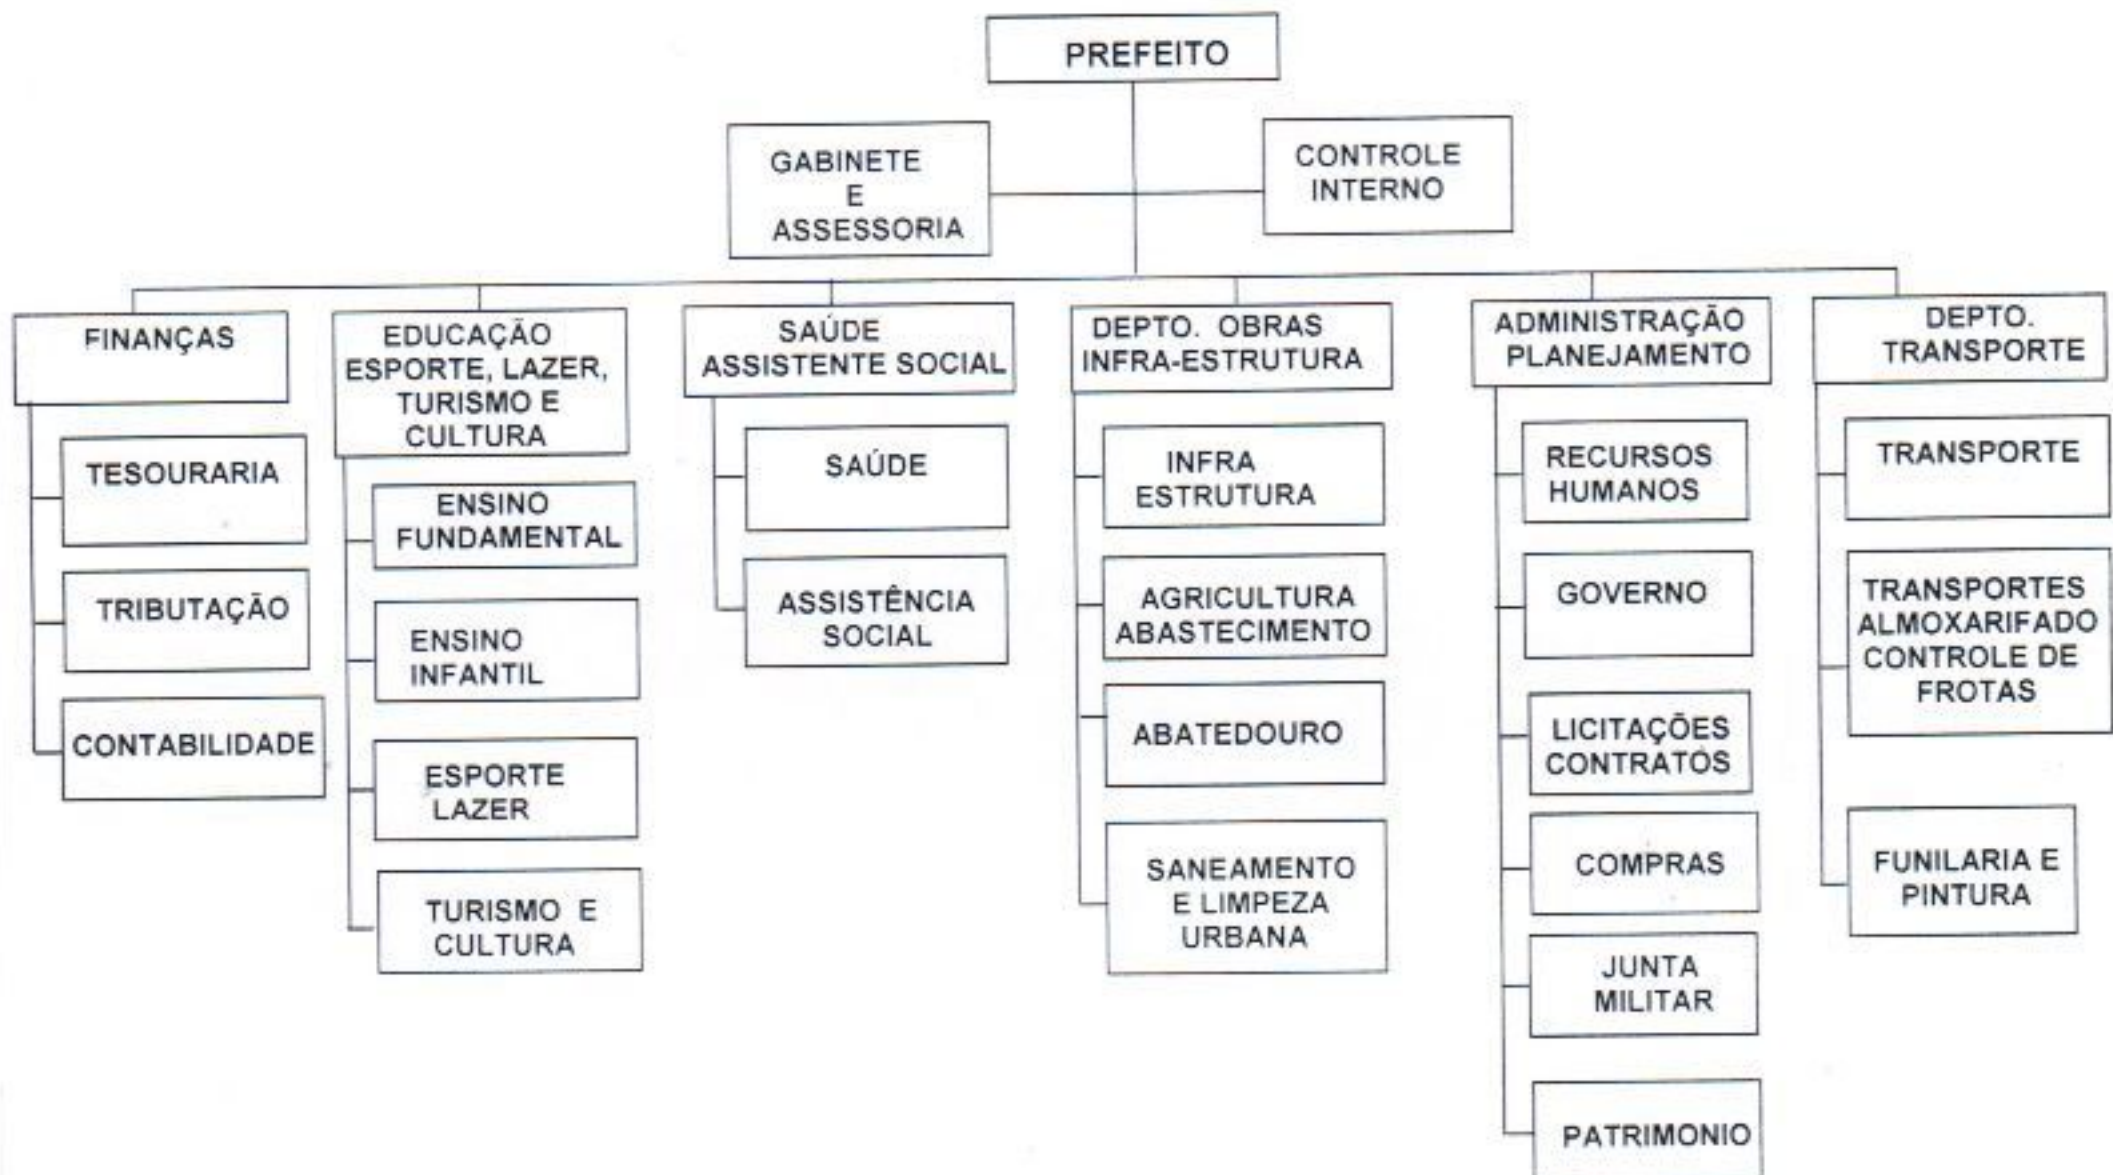 PREFEITO
GABINETE
E
ASSESSORIA
CONTROLE
INTERNO
FINANÇAS
TESOURARIA
TRIBUTAÇÃO
CONTABILIDADE
EDUCAÇÃO
ESPORTE, LAZER,
TURISMO E
CULTURA
ENSINO
FUNDAMENTAL
ENSINO
INFANTIL
ESPORTE
LAZER
TURISMO E
CULTURA
SAÚDE
ASSISTENTE SOCIAL
SAÚDE
ASSISTÊNCIA
SOCIAL
DEPTO. OBRAS
INFRA-ESTRUTURA
INFRA
ESTRUTURA
AGRICULTURA
ABASTECIMENTO
ABATEDOURO
SANEAMENTO
E LIMPEZA
URBANA
ADMINISTRAÇÃO
PLANEJAMENTO
RECURSOS
HUMANOS
GOVERNO
LICITAÇÕES
CONTRATOS
COMPRAS
JUNTA
MILITAR
PATRIMONIO
DEPTO.
TRANSPORTE
TRANSPORTE
TRANSPORTES
ALMOXARIFADO
CONTROLE DE
FROTAS
FUNILARIA E
PINTURA